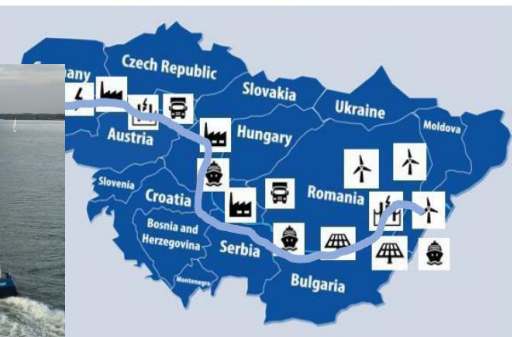 Czech Republic
Slovakia
Ukraine
Moldova
Austria
Hungary
Slovenia
Croatia
Romania
Bosnia and
Herzegovina
Serbia
Montenegro
Bulgaria